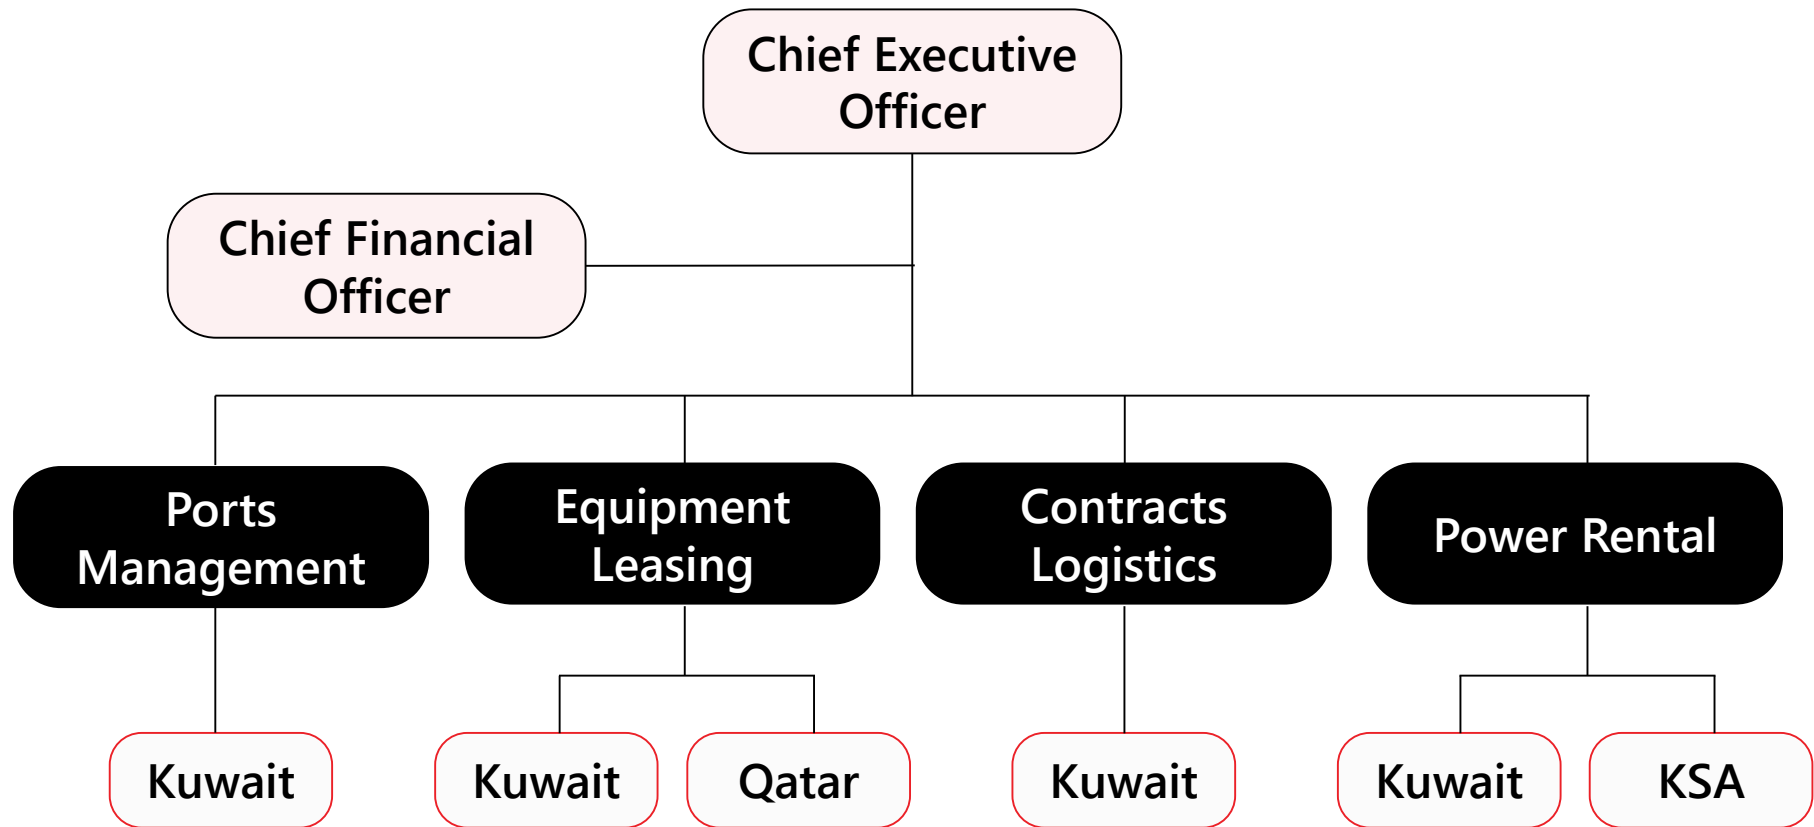 Chief Executive
Officer
Chief Financial
Officer
Ports
Management
Equipment
Leasing
Contracts
Logistics
Power Rental
Kuwait
Kuwait
Qatar
Kuwait
Kuwait
KSA